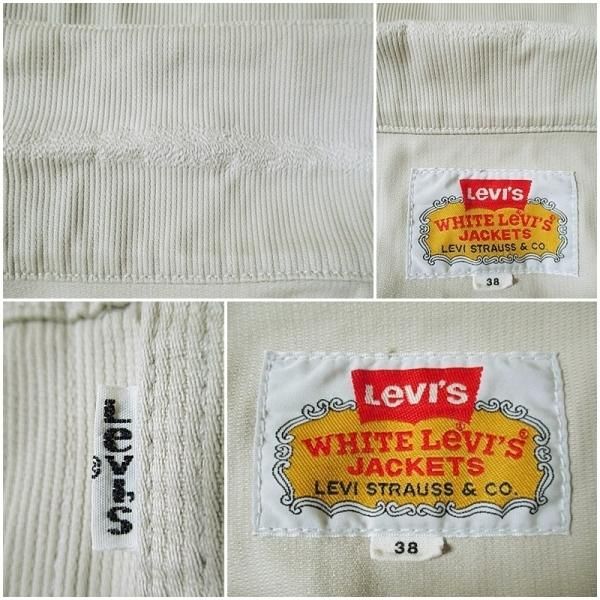 Levi's
WHITE Levi's®
JACKETS
LEVI STRAUSS & CO.
38
Levi's
®
Levi's
WHITE Levi's®
JACKETS
LEVI STRAUSS & CO.
38